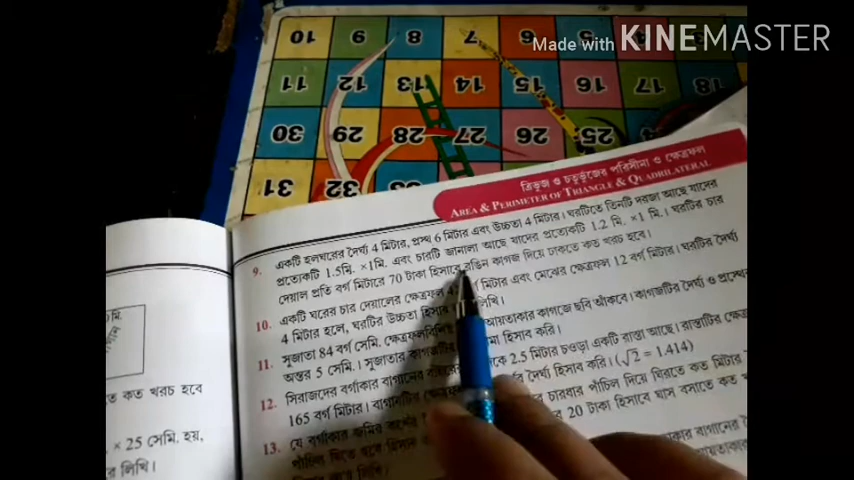 Made with KINEMASTER
10 9 8 7 6 5
11 12 13 14 15 16 17 18
30 29 28 27 26 25
31 32 33
ত্রিভুজ ও চতুর্ভুজের পরিসীমা ও ক্ষেত্রফল
AREA & PERIMETER OF TRIANGLE & QUADRILATERAL
9. একটি হলঘরের দৈর্ঘ্য 4 মিটার, প্রস্থ 6 মিটার এবং উচ্চতা 4 মিটার। ঘরটিতে তিনটি দরজা আছে যাদের
প্রত্যেকটি 1.5মি. ×1মি. এবং চারটি জানালা আছে যাদের প্রত্যেকটি 1.2 মি. ×1 মি.। ঘরটির চার
দেয়াল প্রতি বর্গ মিটারে 70 টাকা হিসাবে রঙিন কাগজ দিয়ে ঢাকতে কত খরচ হবে।
10. একটি ঘরের চার দেয়ালের ক্ষেত্রফল মিটার এবং মেঝের ক্ষেত্রফল 12 বর্গ মিটার। ঘরটির দৈর্ঘ্য
4 মিটার হলে, ঘরটির উচ্চতা হিসাব লিখি।
11. সুজাতা 84 বর্গ সেমি. আয়তাকার কাগজে ছবি আঁকবে। কাগজটির দৈর্ঘ্য ও প্রস্থের
অন্তর 5 সেমি.। সুজাতার কাগজটির হিসাব করি।
12. সিরাজদের বর্গাকার বাগানের 2.5 মিটার চওড়া একটি রাস্তা আছে। রাস্তাটির
165 বর্গ মিটার। বাগানটির দৈর্ঘ্য হিসাব করি। (√2 = 1.414)
13. যে বর্গাকার জমির চারধার পাঁচিল দিয়ে ঘিরতে কত মিটার
পাঁচিল দিতে হবে হিসাব 20 টাকা হিসাবে ঘাস বসাতে কত
বাগানের
মি.
তে কত খরচ হবে
× 25 সেমি. হয়,
লিখি।